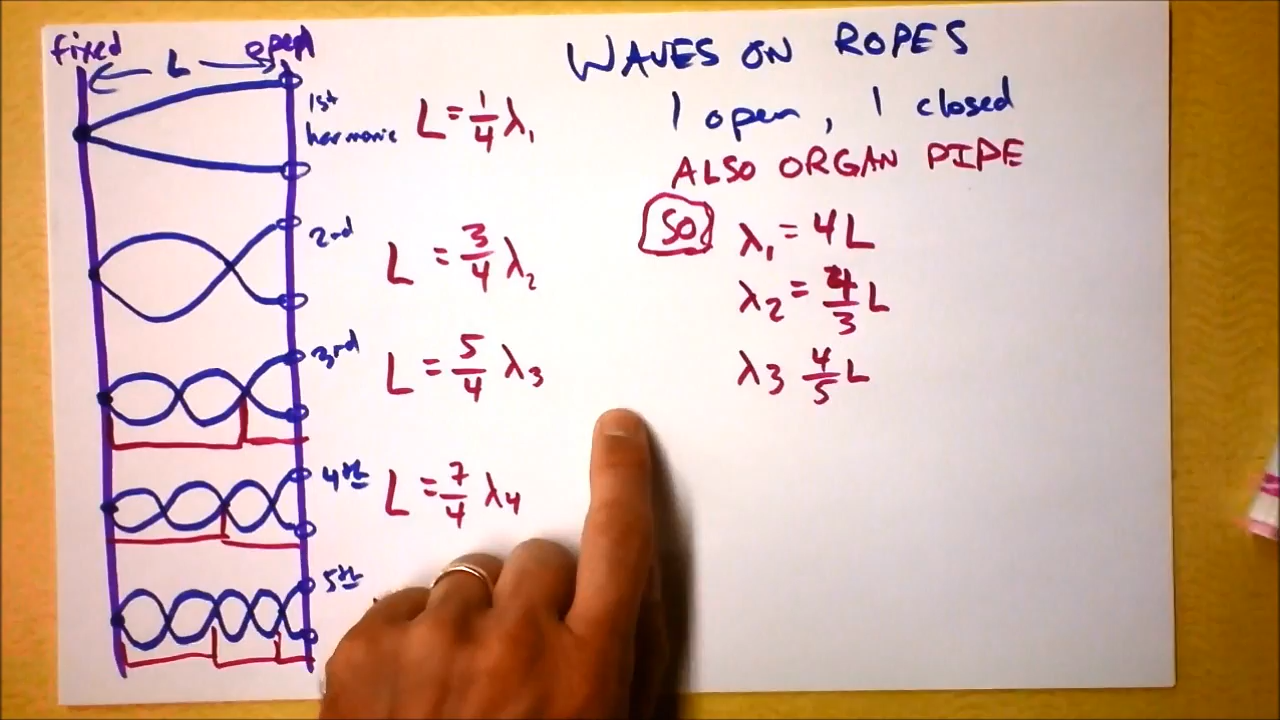 fixed open
← L →
1st
harmonic
L = 1/4 λ₁
2nd
L = 3/4 λ₂
3rd
L = 5/4 λ₃
4th
L = 7/4 λ₄
5th
WAVES ON ROPES
1 open, 1 closed
ALSO ORGAN PIPE
SO λ₁ = 4L
λ₂ = 4/3 L
λ₃ 4/5 L